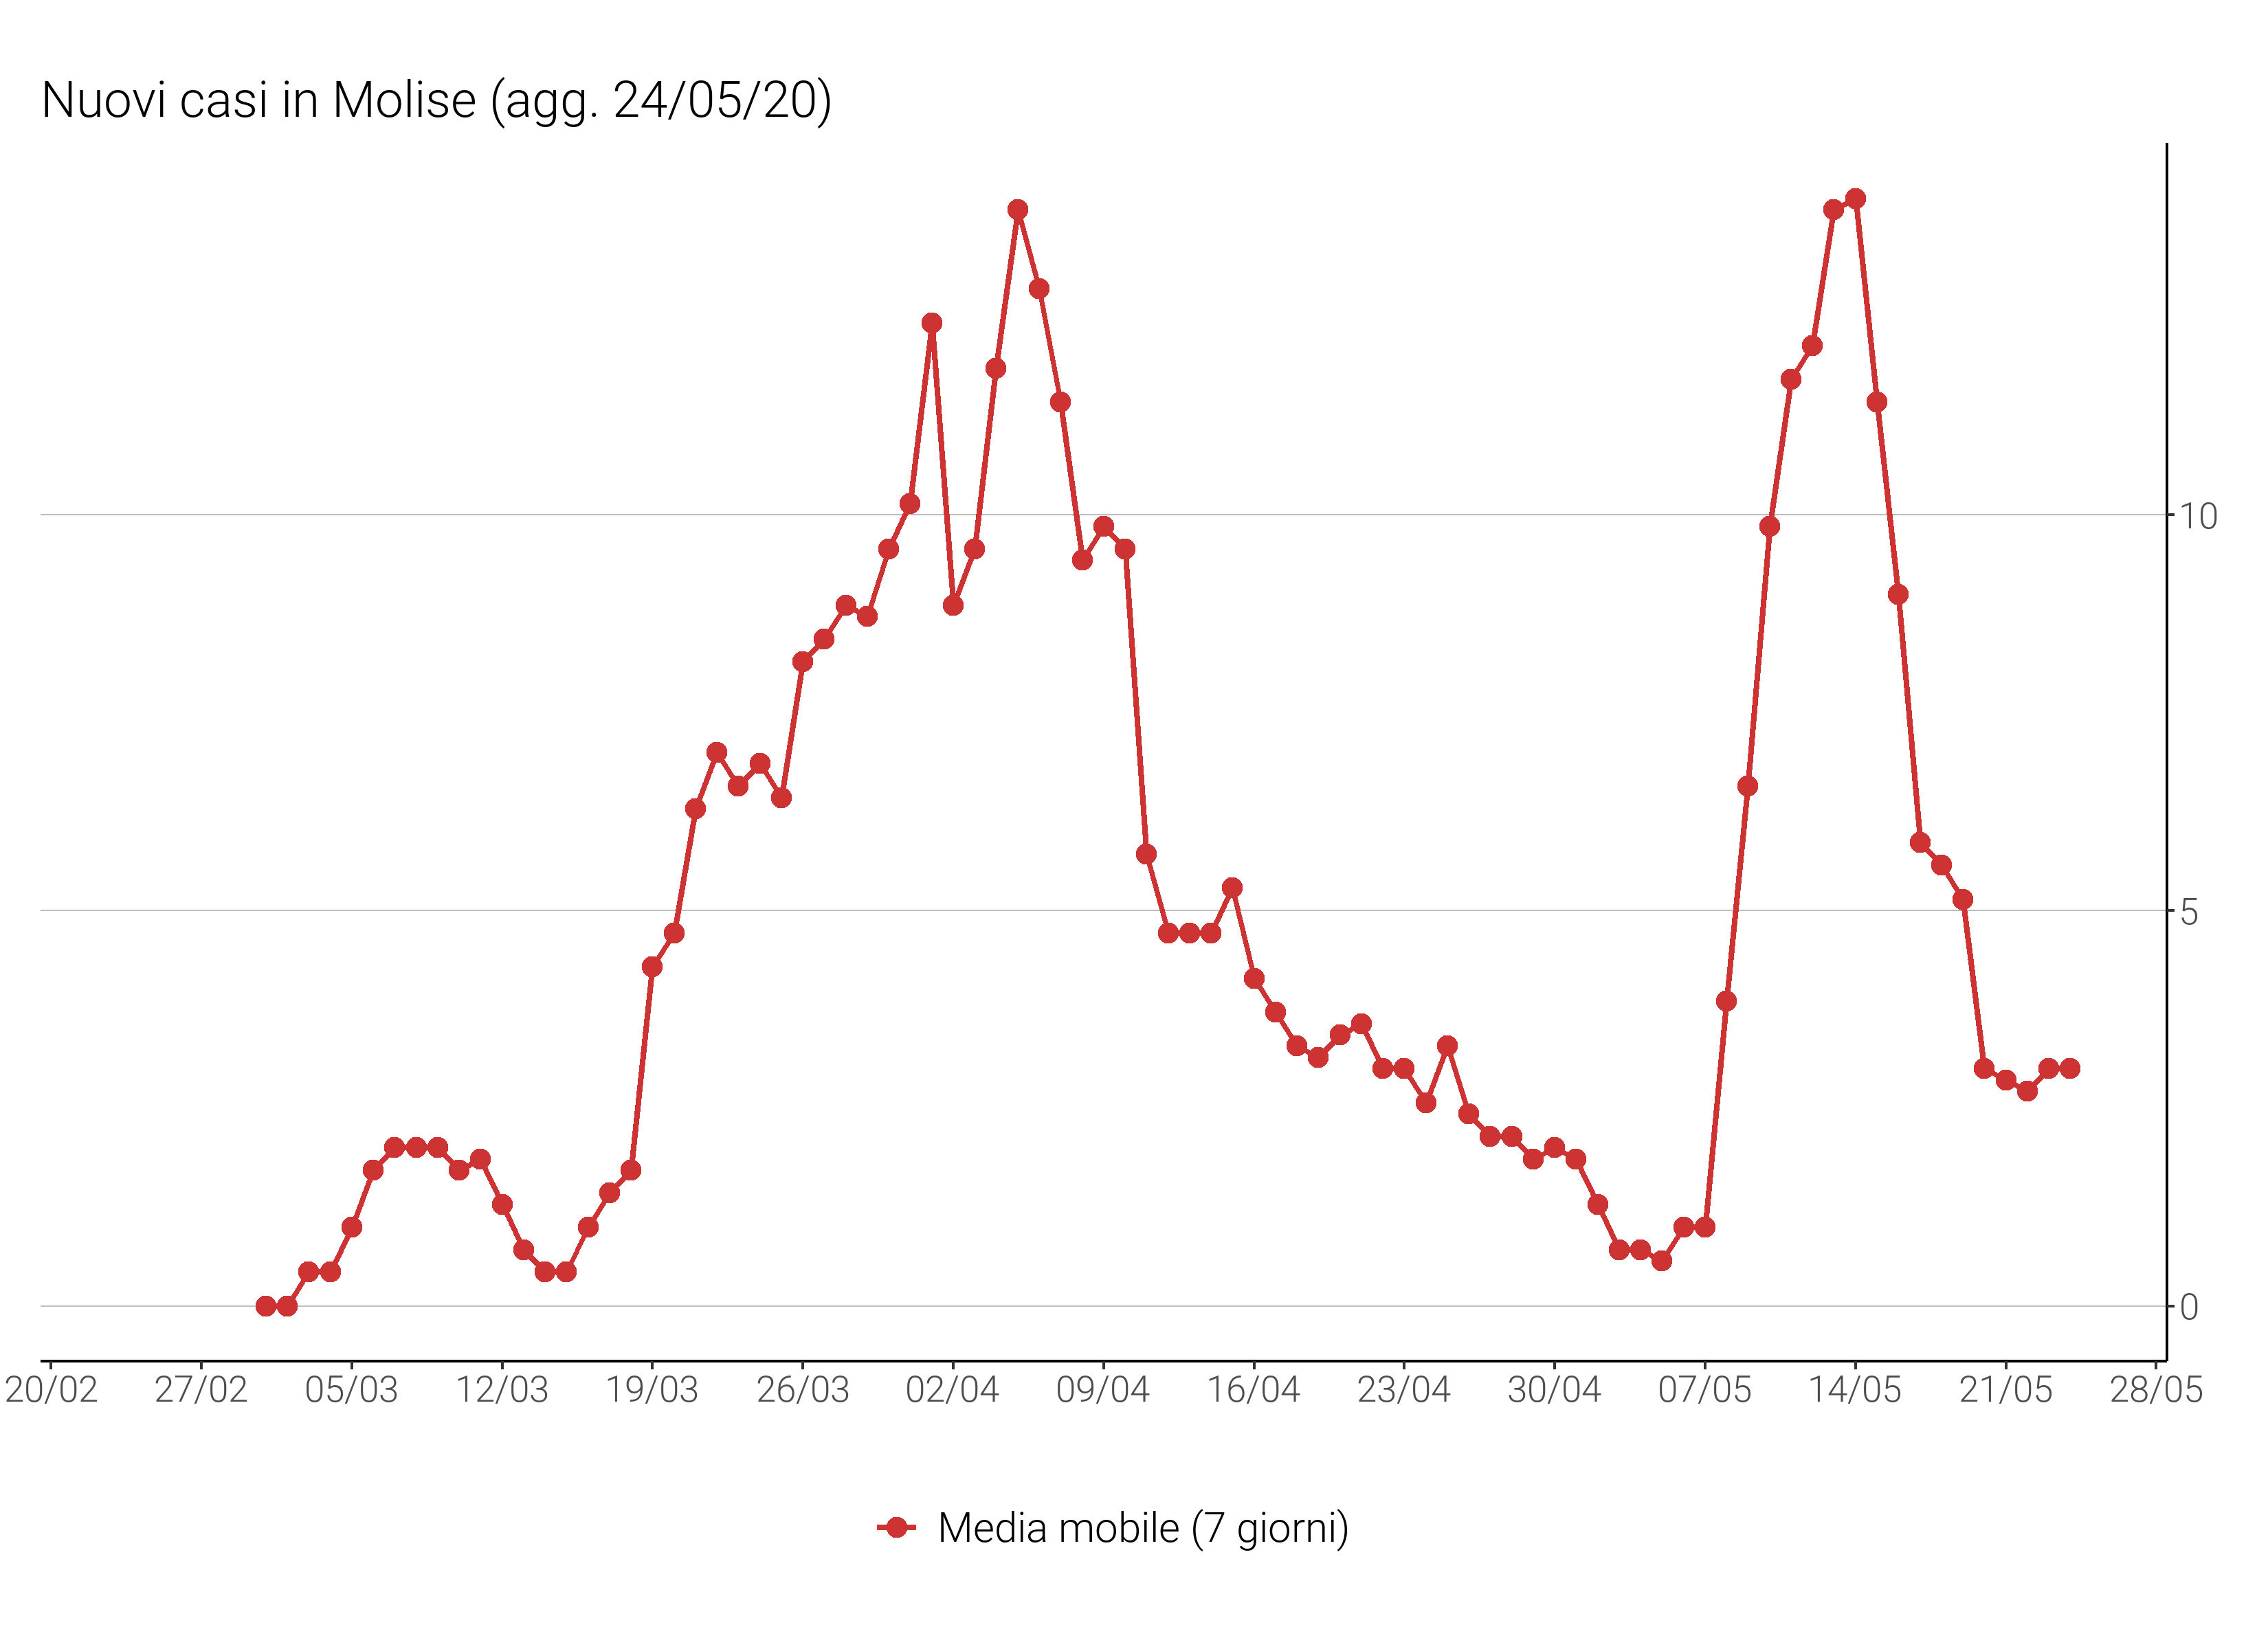 Nuovi casi in Molise (agg. 24/05/20)
10
5
0
20/02 27/02 05/03 12/03 19/03 26/03 02/04 09/04 16/04 23/04 30/04 07/05 14/05 21/05 28/05
Media mobile (7 giorni)